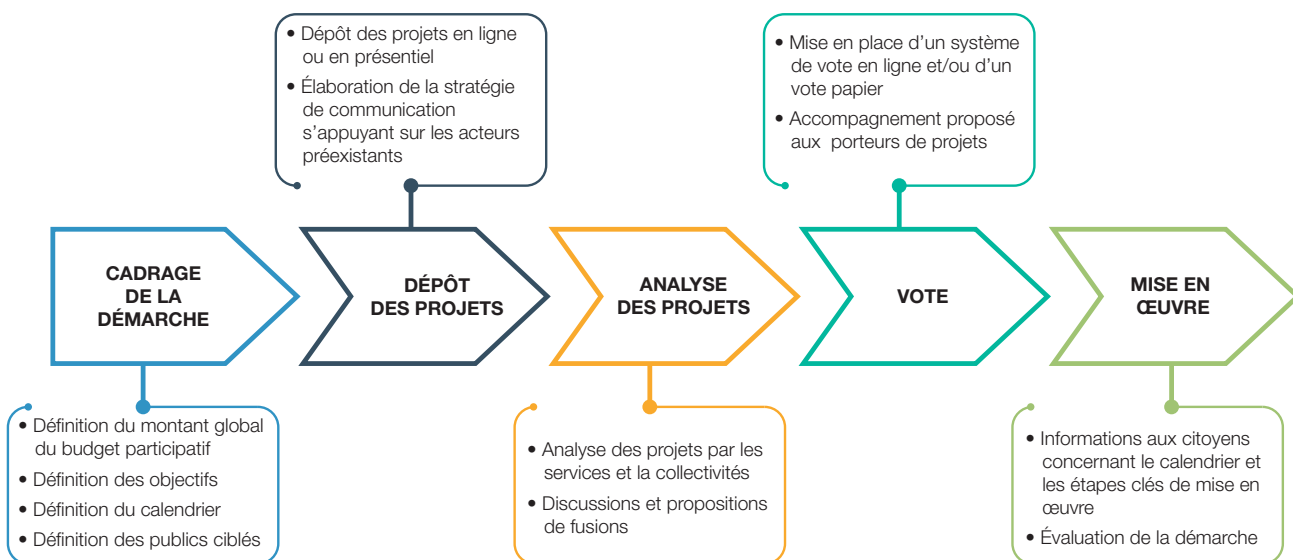 • Dépôt des projets en ligne
ou en présentiel
• Élaboration de la stratégie
de communication
s'appuyant sur les acteurs
préexistants
• Mise en place d'un système
de vote en ligne et/ou d'un
vote papier
• Accompagnement proposé
aux porteurs de projets
CADRAGE
DE LA
DÉMARCHE
DÉPÔT
DES PROJETS
ANALYSE
DES PROJETS
VOTE
MISE EN
ŒUVRE
• Définition du montant global
du budget participatif
• Définition des objectifs
• Définition du calendrier
• Définition des publics ciblés
• Analyse des projets par les
services et la collectivités
• Discussions et propositions
de fusions
• Informations aux citoyens
concernant le calendrier et
les étapes clés de mise en
œuvre
• Évaluation de la démarche